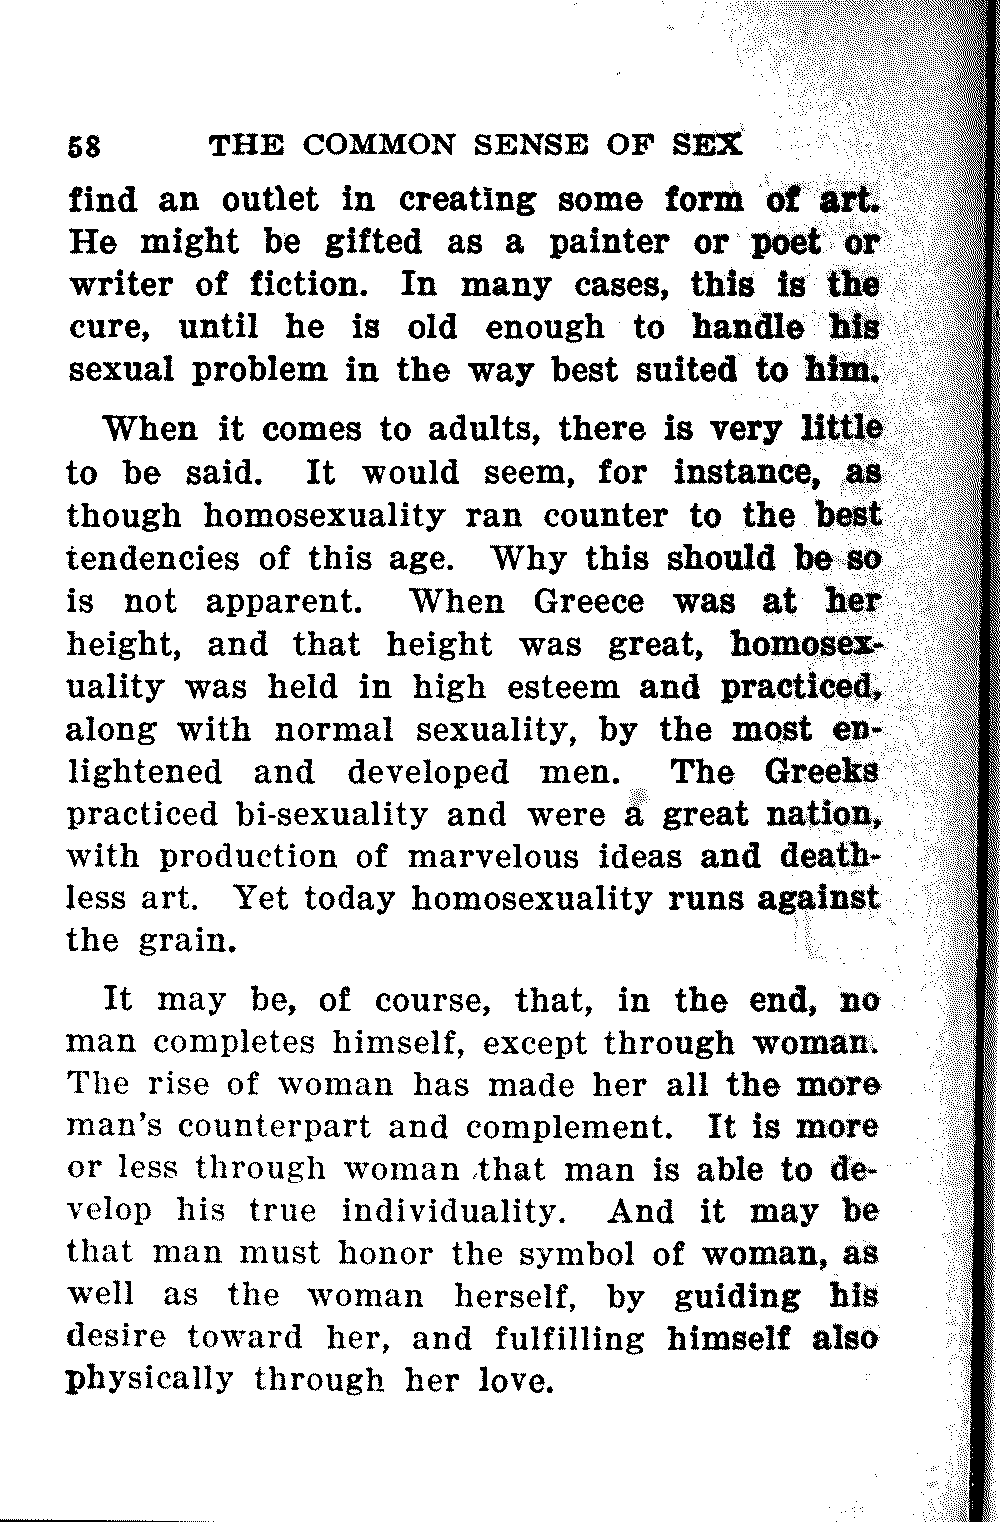 58 THE COMMON SENSE OF SEX
find an outlet in creating some form of art.
He might be gifted as a painter or poet or
writer of fiction. In many cases, this is the
cure, until he is old enough to handle his
sexual problem in the way best suited to him.
When it comes to adults, there is very little
to be said. It would seem, for instance, as
though homosexuality ran counter to the best
tendencies of this age. Why this should be so
is not apparent. When Greece was at her
height, and that height was great, homosex-
uality was held in high esteem and practiced,
along with normal sexuality, by the most en-
lightened and developed men. The Greeks
practiced bi-sexuality and were a great nation,
with production of marvelous ideas and death-
less art. Yet today homosexuality runs against
the grain.
It may be, of course, that, in the end, no
man completes himself, except through woman.
The rise of woman has made her all the more
man's counterpart and complement. It is more
or less through woman that man is able to de-
velop his true individuality. And it may be
that man must honor the symbol of woman, as
well as the woman herself, by guiding his
desire toward her, and fulfilling himself also
physically through her love.